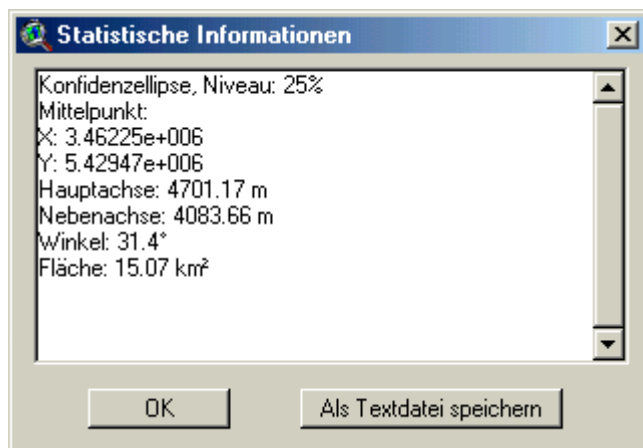 Statistische Informationen
Konfidenzellipse, Niveau: 25%
Mittelpunkt:
X: 3.46225e+006
Y: 5.42947e+006
Hauptachse: 4701.17 m
Nebenachse: 4083.66 m
Winkel: 31.4°
Fläche: 15.07 km²
OK
Als Textdatei speichern